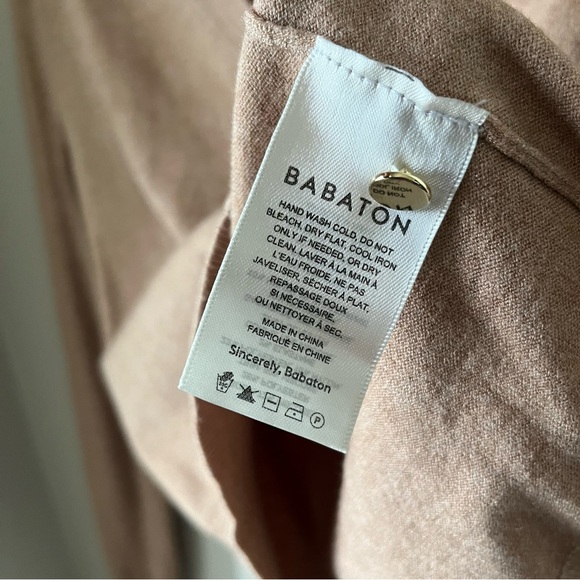 BABATON
HAND WASH COLD, DO NOT
BLEACH, DRY FLAT, COOL IRON
ONLY IF NEEDED, OR DRY
CLEAN. LAVER À LA MAIN À
L'EAU FROIDE, NE PAS
JAVELISER, SÉCHER À PLAT,
REPASSAGE DOUX
SI NÉCESSAIRE,
OU NETTOYER À SEC.
MADE IN CHINA
FABRIQUÉ EN CHINE
Sincerely, Babaton
P